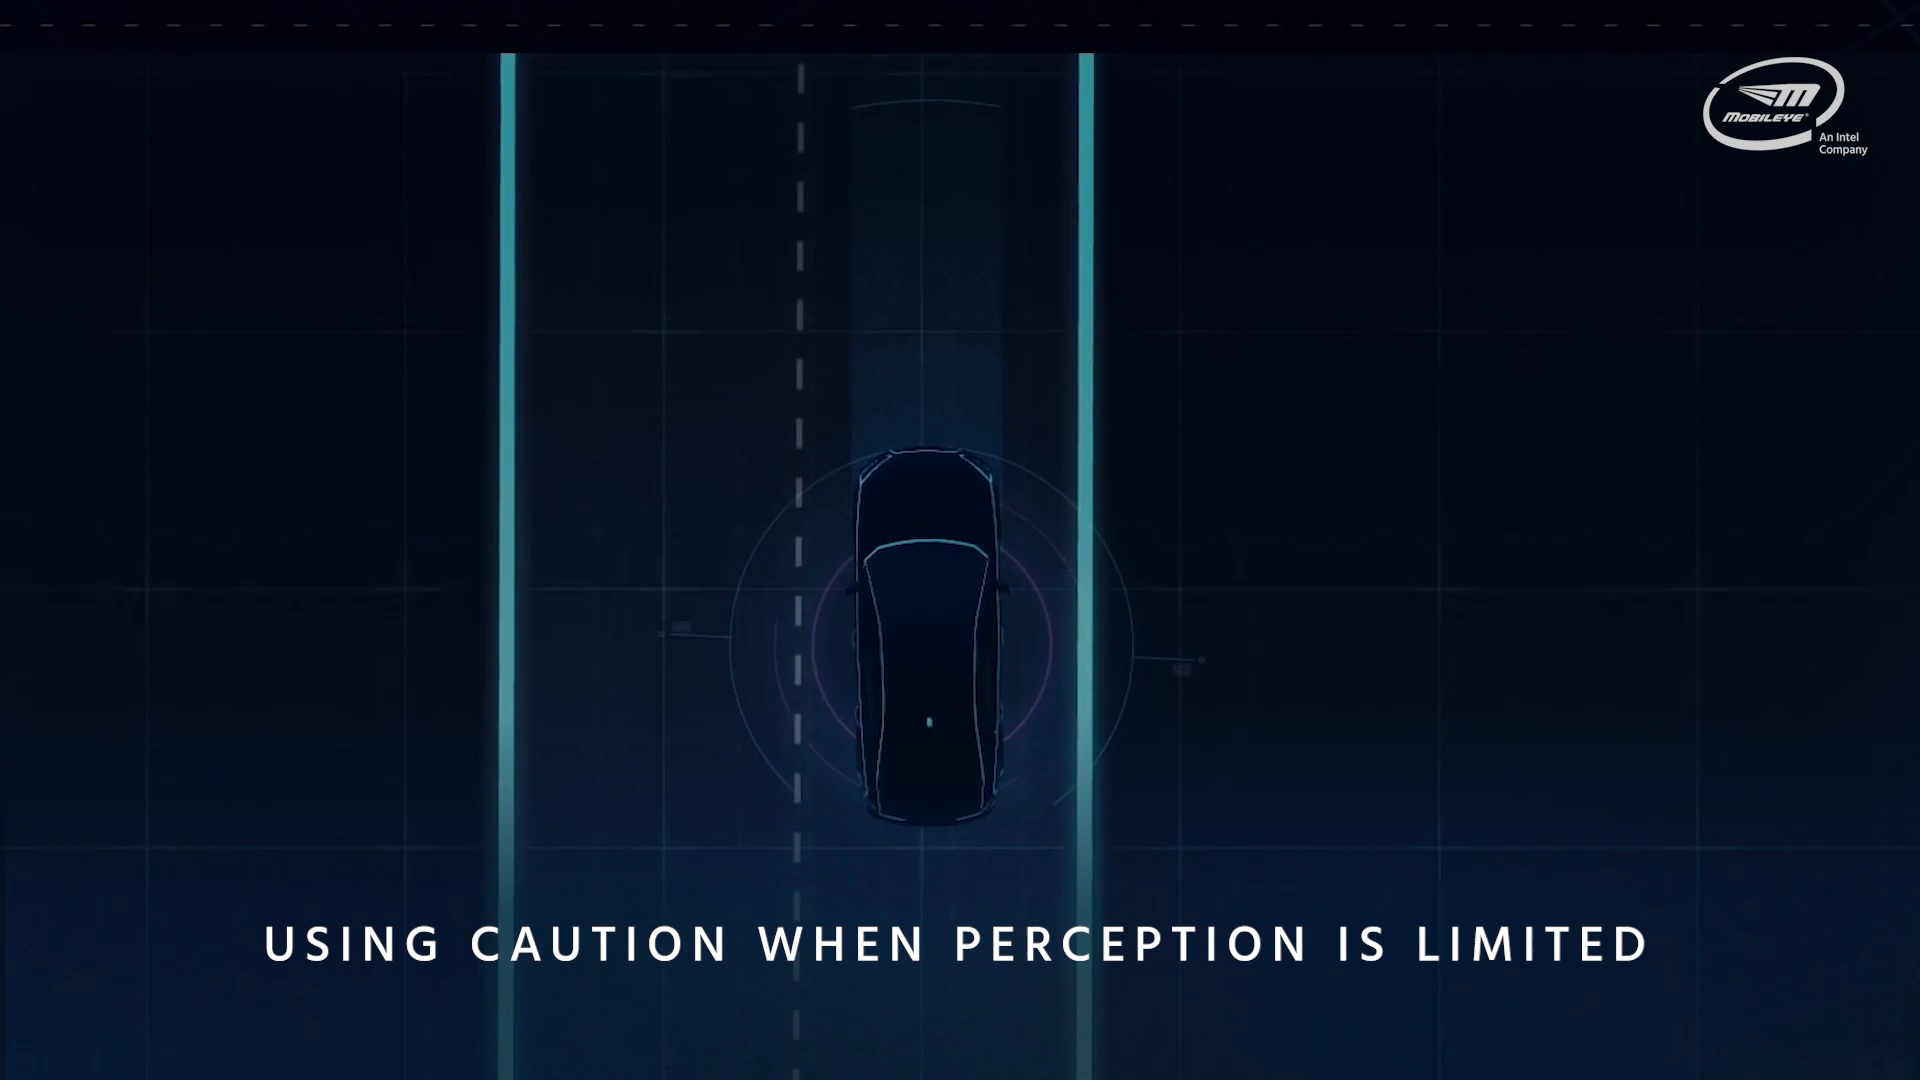 MOBILEYE
An Intel
Company
USING CAUTION WHEN PERCEPTION IS LIMITED